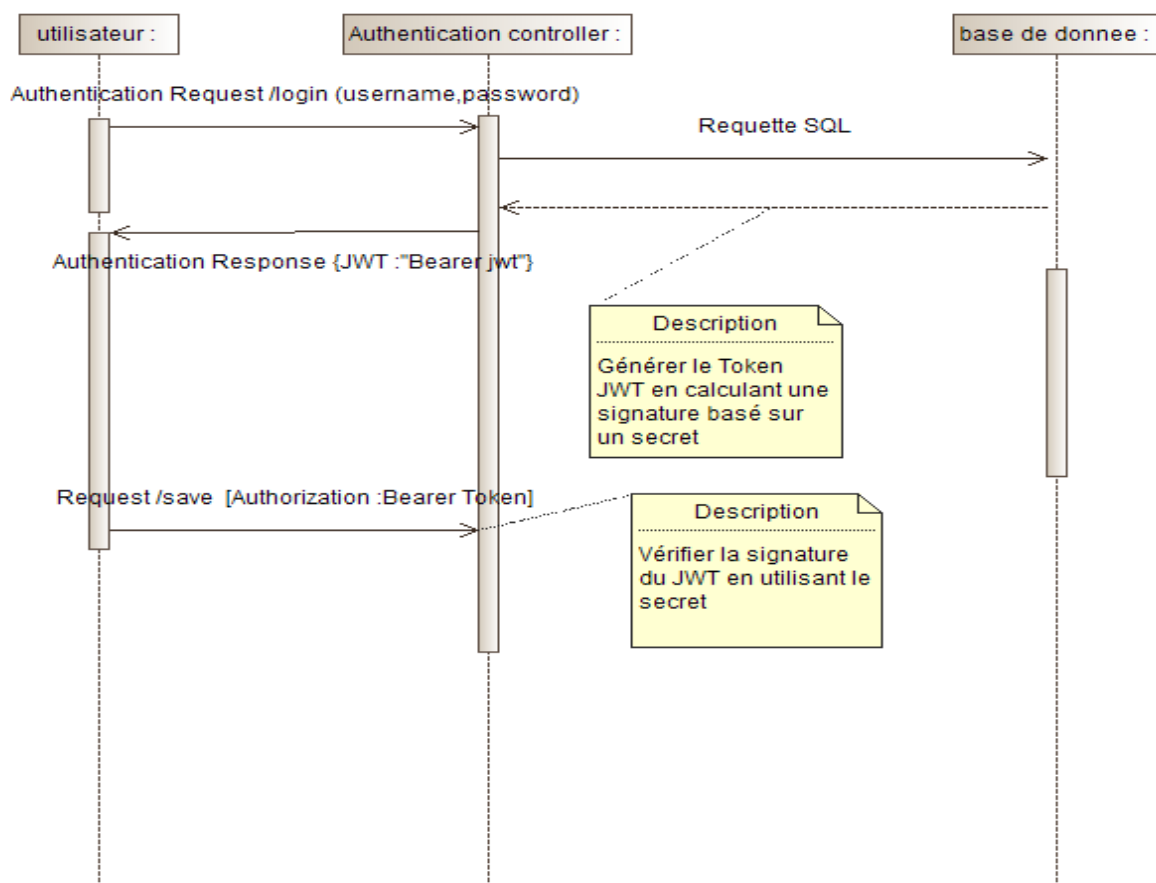 utilisateur :
Authentication controller :
base de donnee :
Authentication Request /login (username,password)
Requette SQL
Authentication Response {JWT :"Bearer jwt"}
Description
Générer le Token
JWT en calculant une
signature basé sur
un secret
Request /save [Authorization :Bearer Token]
Description
Vérifier la signature
du JWT en utilisant le
secret